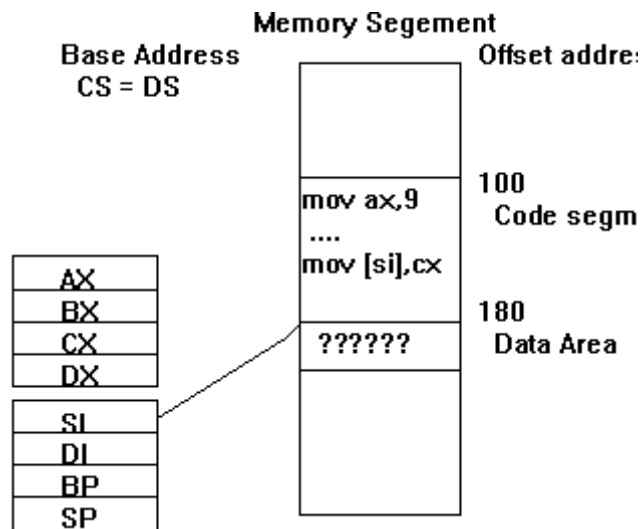 Memory Segement
Base Address
CS = DS
Offset addres
100
mov ax,9
Code segm
....
mov [si],cx
180
??????
Data Area
AX
BX
CX
DX
SI
DI
BP
SP